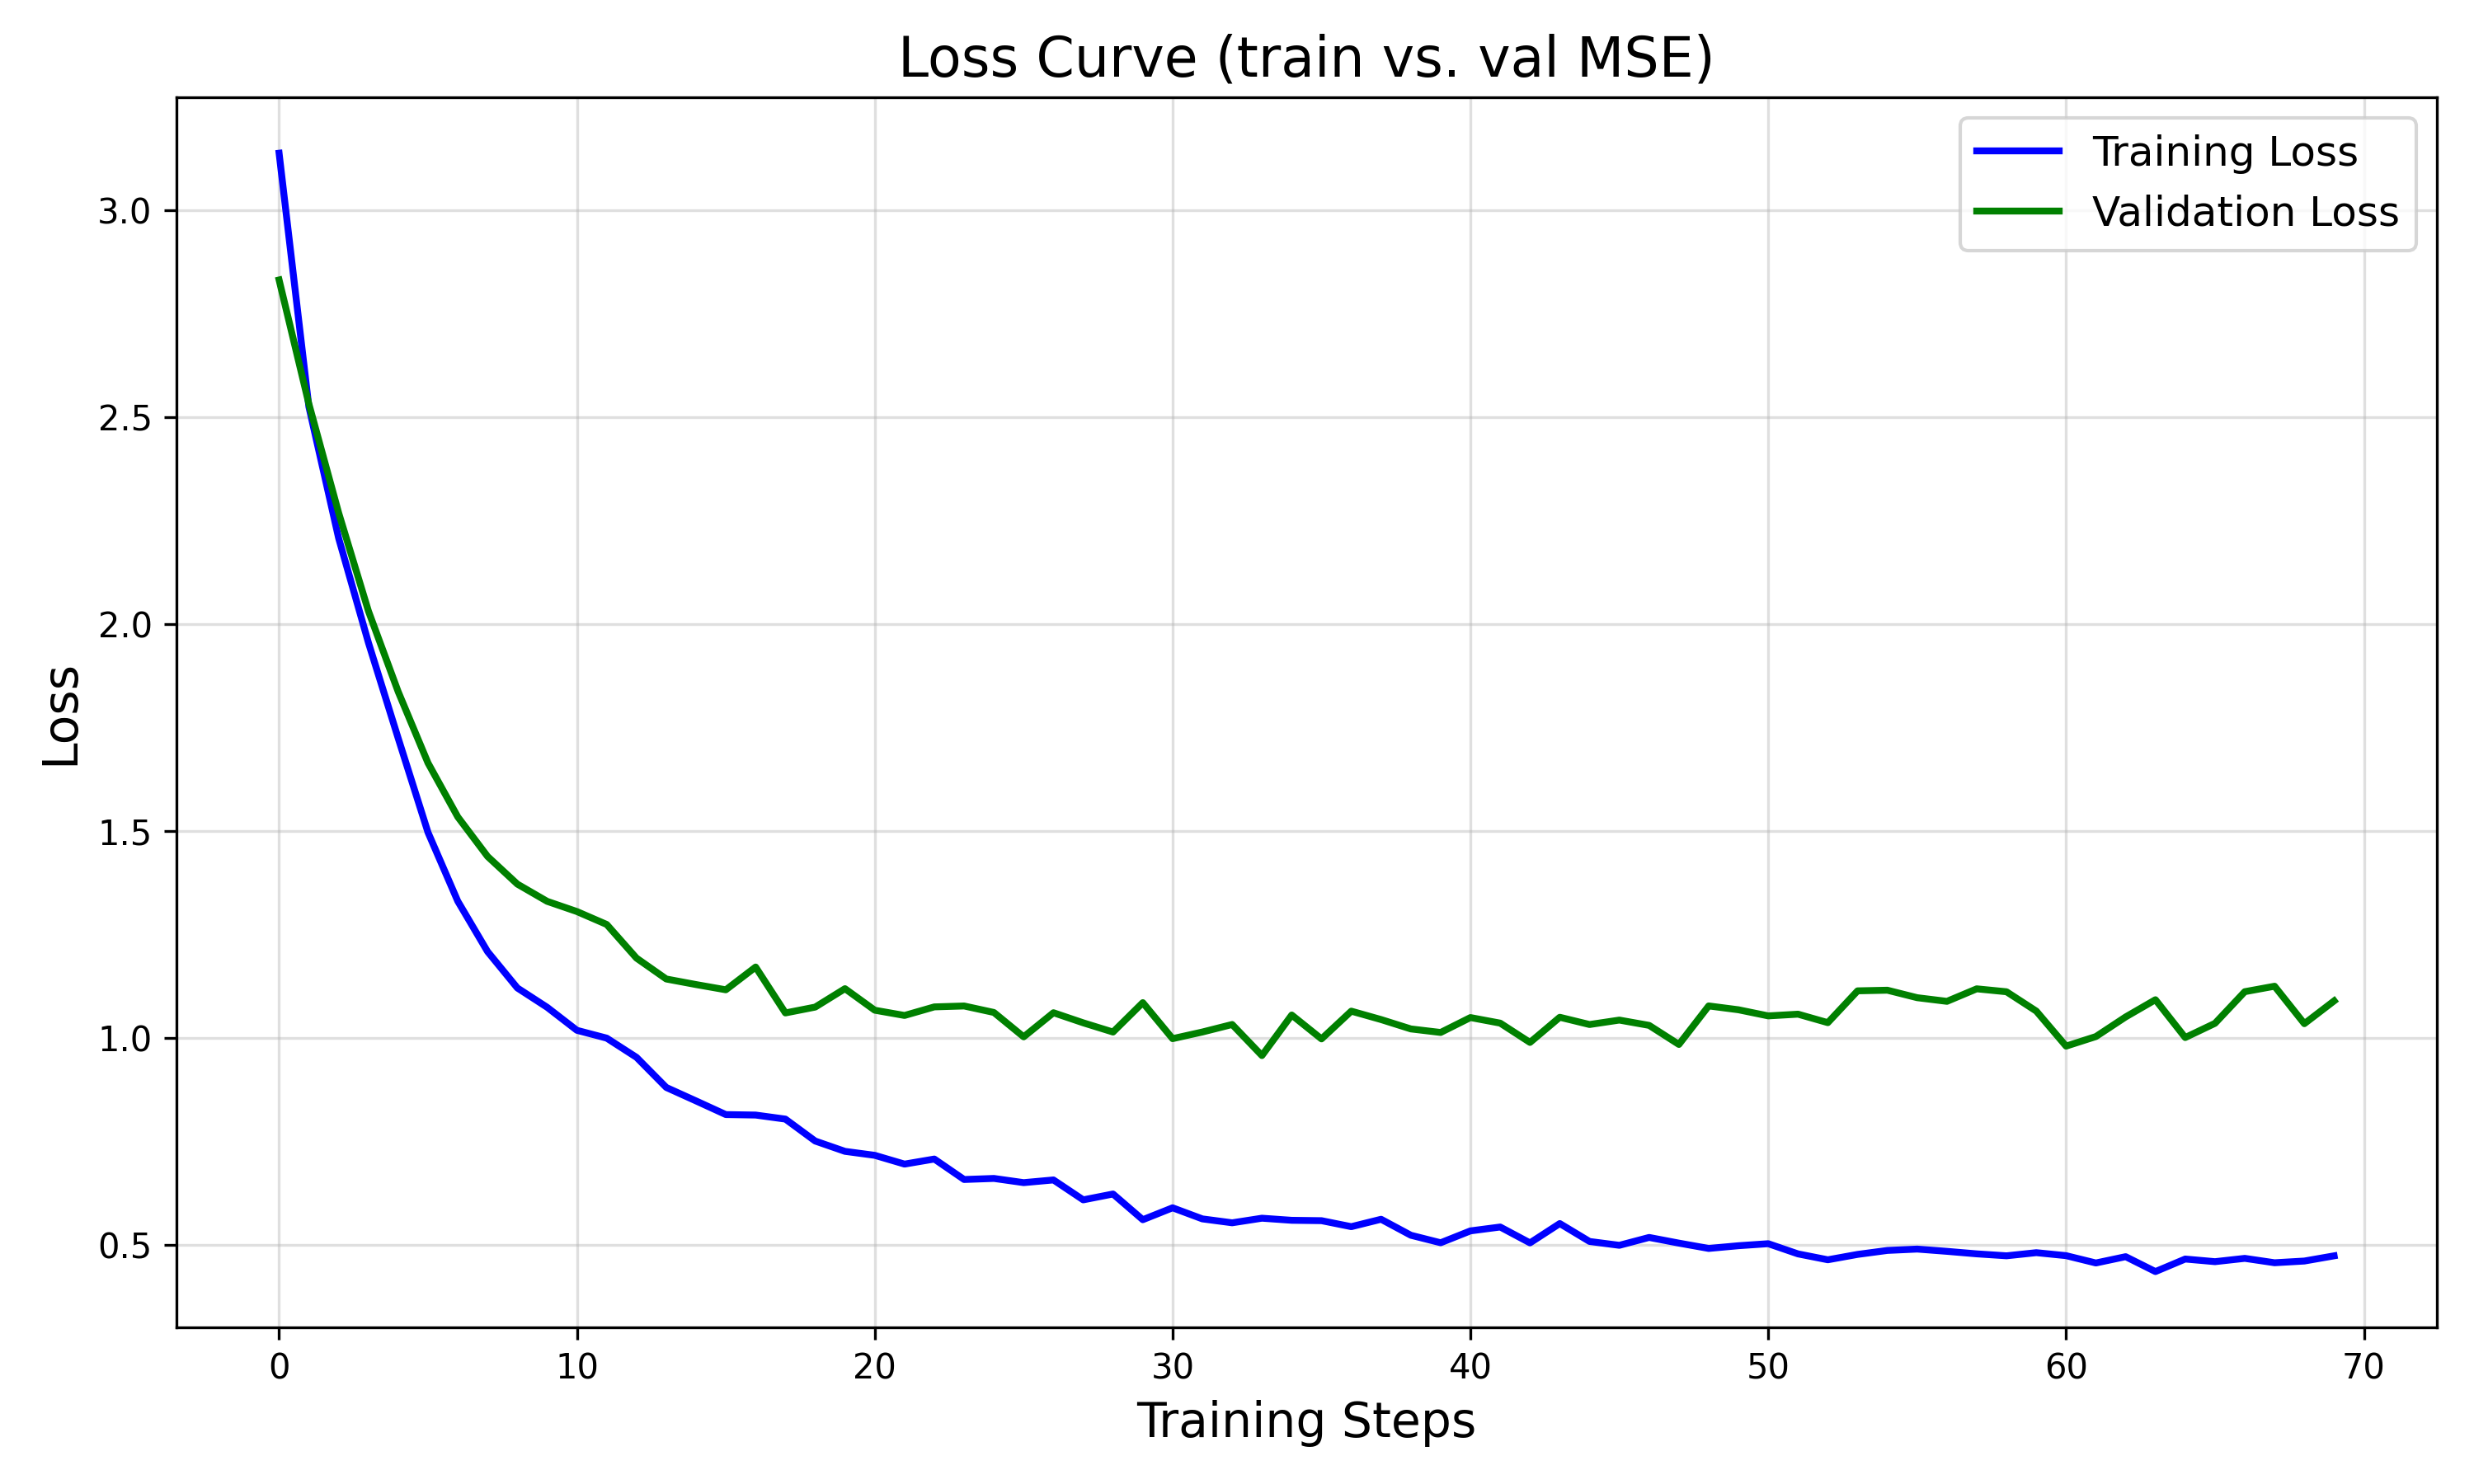 Loss Curve (train vs. val MSE)
Training Loss
Validation Loss
3.0
2.5
2.0
1.5
1.0
0.5
Loss
0 10 20 30 40 50 60 70
Training Steps